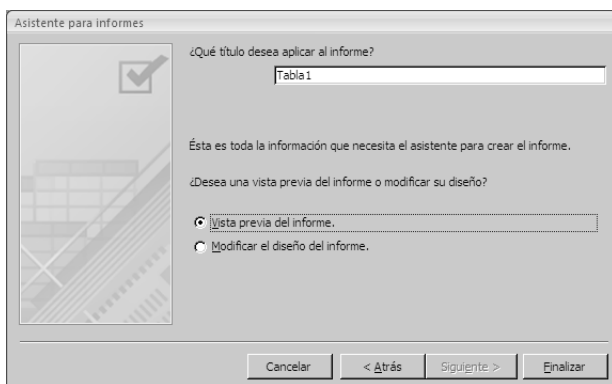 Asistente para informes
¿Qué título desea aplicar al informe?
Tabla1
Ésta es toda la información que necesita el asistente para crear el informe.
¿Desea una vista previa del informe o modificar su diseño?
Vista previa del informe.
Modificar el diseño del informe.
Cancelar
< Atrás
Siguiente >
Finalizar